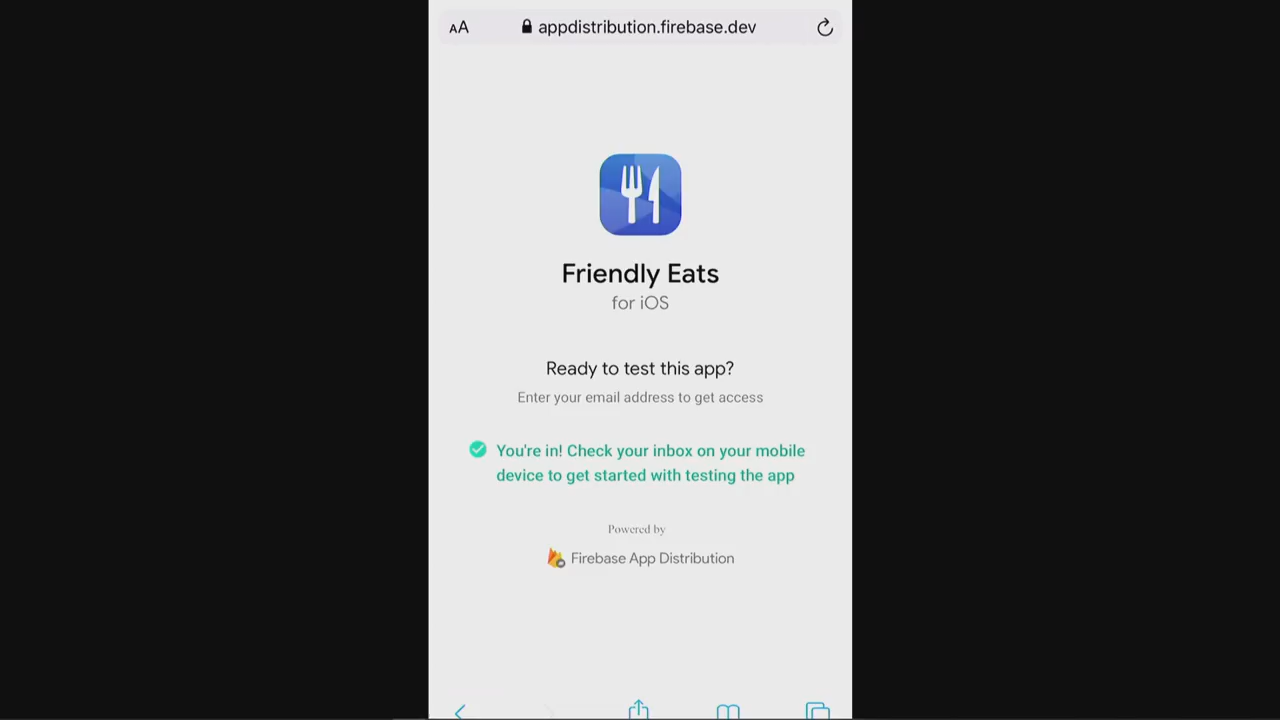 AA
appdistribution.firebase.dev
Friendly Eats
for iOS
Ready to test this app?
Enter your email address to get access
You're in! Check your inbox on your mobile
device to get started with testing the app
Powered by
Firebase App Distribution